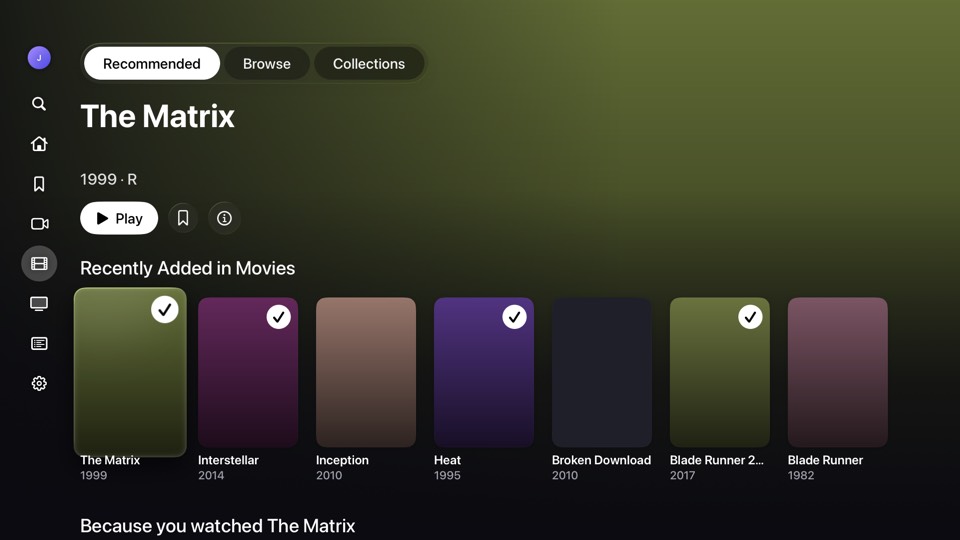 J
Recommended
Browse
Collections
The Matrix
1999 · R
Play
Recently Added in Movies
The Matrix
1999
Interstellar
2014
Inception
2010
Heat
1995
Broken Download
2010
Blade Runner 2...
2017
Blade Runner
1982
Because you watched The Matrix